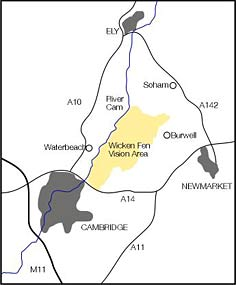 ELY
Soham
River
Cam
A10
A142
Wicken Fen
Vision Area
Burwell
Waterbeach
NEWMARKET
A14
CAMBRIDGE
A11
M11